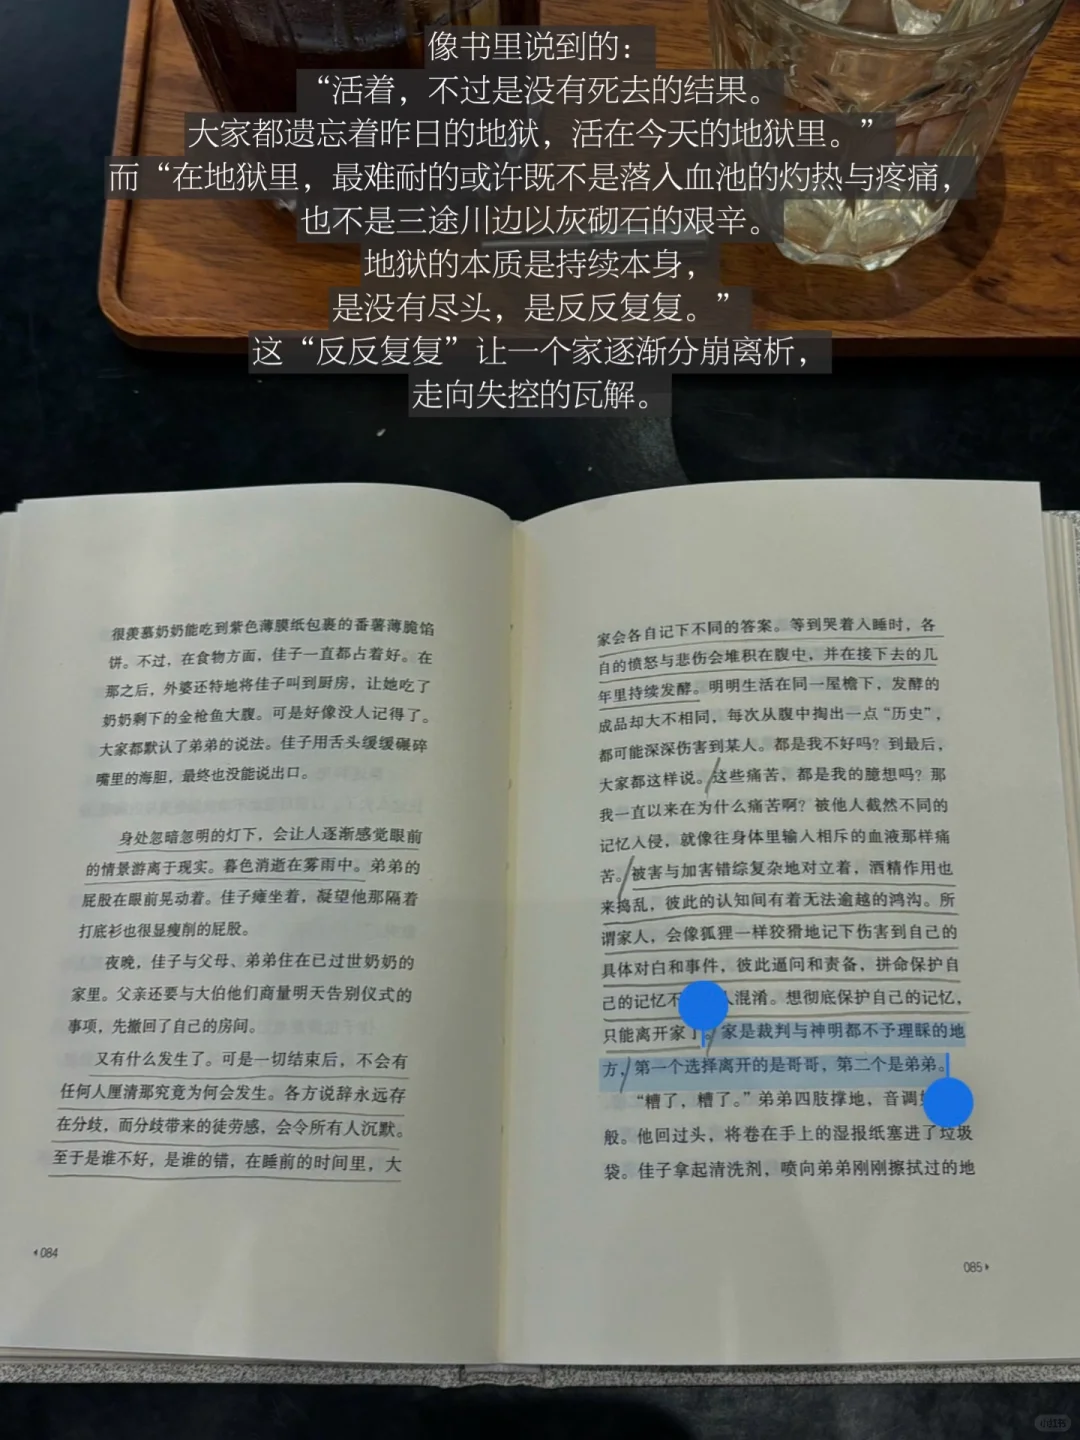 像书里说到的：
“活着，不过是没有死去的结果。
大家都遗忘着昨日的地狱，活在今天的地狱里。”
而“在地狱里，最难耐的或许既不是落入血池的灼热与疼痛，
也不是三途川边以灰砌石的艰辛。
地狱的本质是持续本身，
是没有尽头，是反反复复。”
这“反反复复”让一个家逐渐分崩离析，
走向失控的瓦解。
很羡慕奶奶能吃到紫色薄膜纸包裹的番薯薄脆馅
饼。不过，在食物方面，佳子一直都占着好。在
那之后，外婆还特地将佳子叫到厨房，让她吃了
奶奶剩下的金枪鱼大腹。可是好像没人记得了。
大家都默认了弟弟的说法。佳子用舌头缓缓碾碎
嘴里的海胆，最终也没能说出口。
身处忽暗忽明的灯下，会让人逐渐感觉眼前
的情景游离于现实。暮色消逝在雾雨中。弟弟的
屁股在眼前晃动着。佳子瘫坐着，凝望他那隔着
打底衫也很显瘦削的屁股。
夜晚，佳子与父母、弟弟住在已过世奶奶的
家里。父亲还要与大伯他们商量明天告别仪式的
事项，先撤回了自己的房间。
又有什么发生了。可是一切结束后，不会有
任何人厘清那究竟为何会发生。各方说辞永远存
在分歧，而分歧带来的徒劳感，会令所有人沉默。
至于是谁不好，是谁的错，在睡前的时间里，大
084
家会各自记下不同的答案。等到哭着入睡时，各
自的愤怒与悲伤会堆积在腹中，并在接下去的几
年里持续发酵。明明生活在同一屋檐下，发酵的
成品却大不相同，每次从腹中掏出一点“历史”，
都可能深深伤害到某人。都是我不好吗？到最后，
大家都这样说。这些痛苦，都是我的臆想吗？那
我一直以来在为什么痛苦啊？被他人截然不同的
记忆入侵，就像往身体里输入相斥的血液那样痛
苦。被害与加害错综复杂地对立着，酒精作用也
来捣乱，彼此的认知间有着无法逾越的鸿沟。所
谓家人，会像狐狸一样狡猾地记下伤害到自己的
具体对白和事件，彼此逼问和责备，拼命保护自
己的记忆不人混淆。想彻底保护自己的记忆，
只能离开家了。家是裁判与神明都不予理睬的地
方，第一个选择离开的是哥哥，第二个是弟弟。
“糟了，糟了。”弟弟四肢撑地，音调
般。他回过头，将卷在手上的湿报纸塞进了垃圾
袋。佳子拿起清洗剂，喷向弟弟刚刚擦拭过的地
085